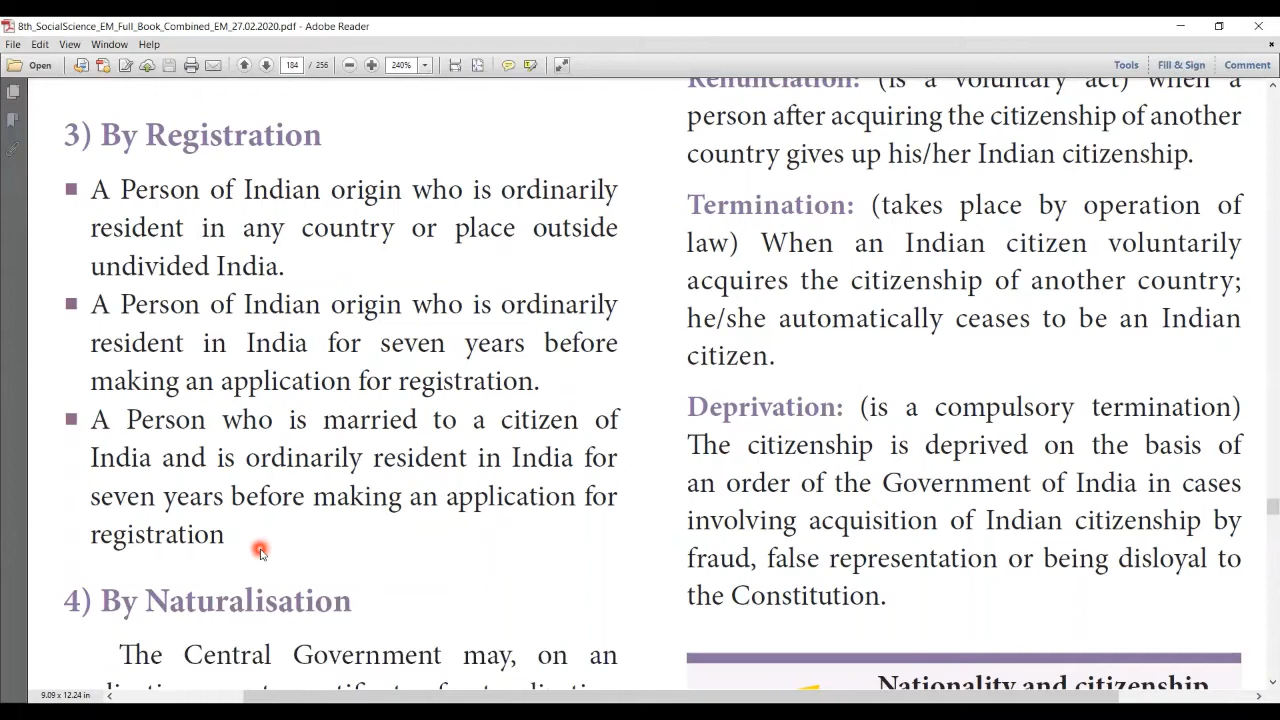 8th_SocialScience_EM_Full_Book_Combined_EM_27.02.2020.pdf - Adobe Reader
File Edit View Window Help
Open 184 / 256 240% Tools Fill & Sign Comment
3) By Registration
A Person of Indian origin who is ordinarily
resident in any country or place outside
undivided India.
A Person of Indian origin who is ordinarily
resident in India for seven years before
making an application for registration.
A Person who is married to a citizen of
India and is ordinarily resident in India for
seven years before making an application for
registration
4) By Naturalisation
The Central Government may, on an
Renunciation: (is a voluntary act) when a
person after acquiring the citizenship of another
country gives up his/her Indian citizenship.
Termination: (takes place by operation of
law) When an Indian citizen voluntarily
acquires the citizenship of another country;
he/she automatically ceases to be an Indian
citizen.
Deprivation: (is a compulsory termination)
The citizenship is deprived on the basis of
an order of the Government of India in cases
involving acquisition of Indian citizenship by
fraud, false representation or being disloyal to
the Constitution.
Nationality and citizenship
9.09 x 12.24 in